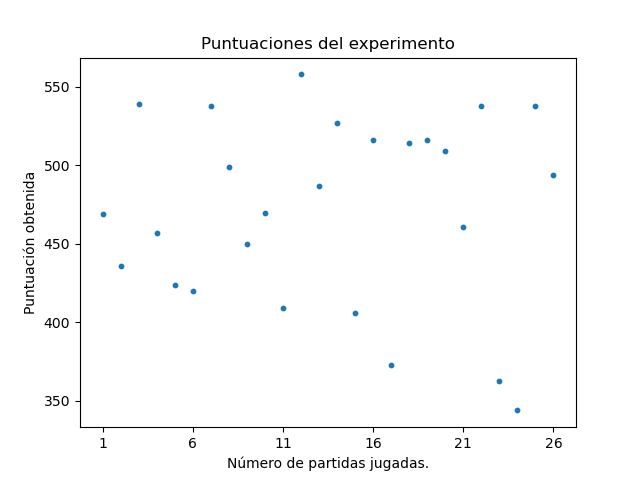 Puntuaciones del experimento
Puntuación obtenida
550
500
450
400
350
1 6 11 16 21 26
Número de partidas jugadas.